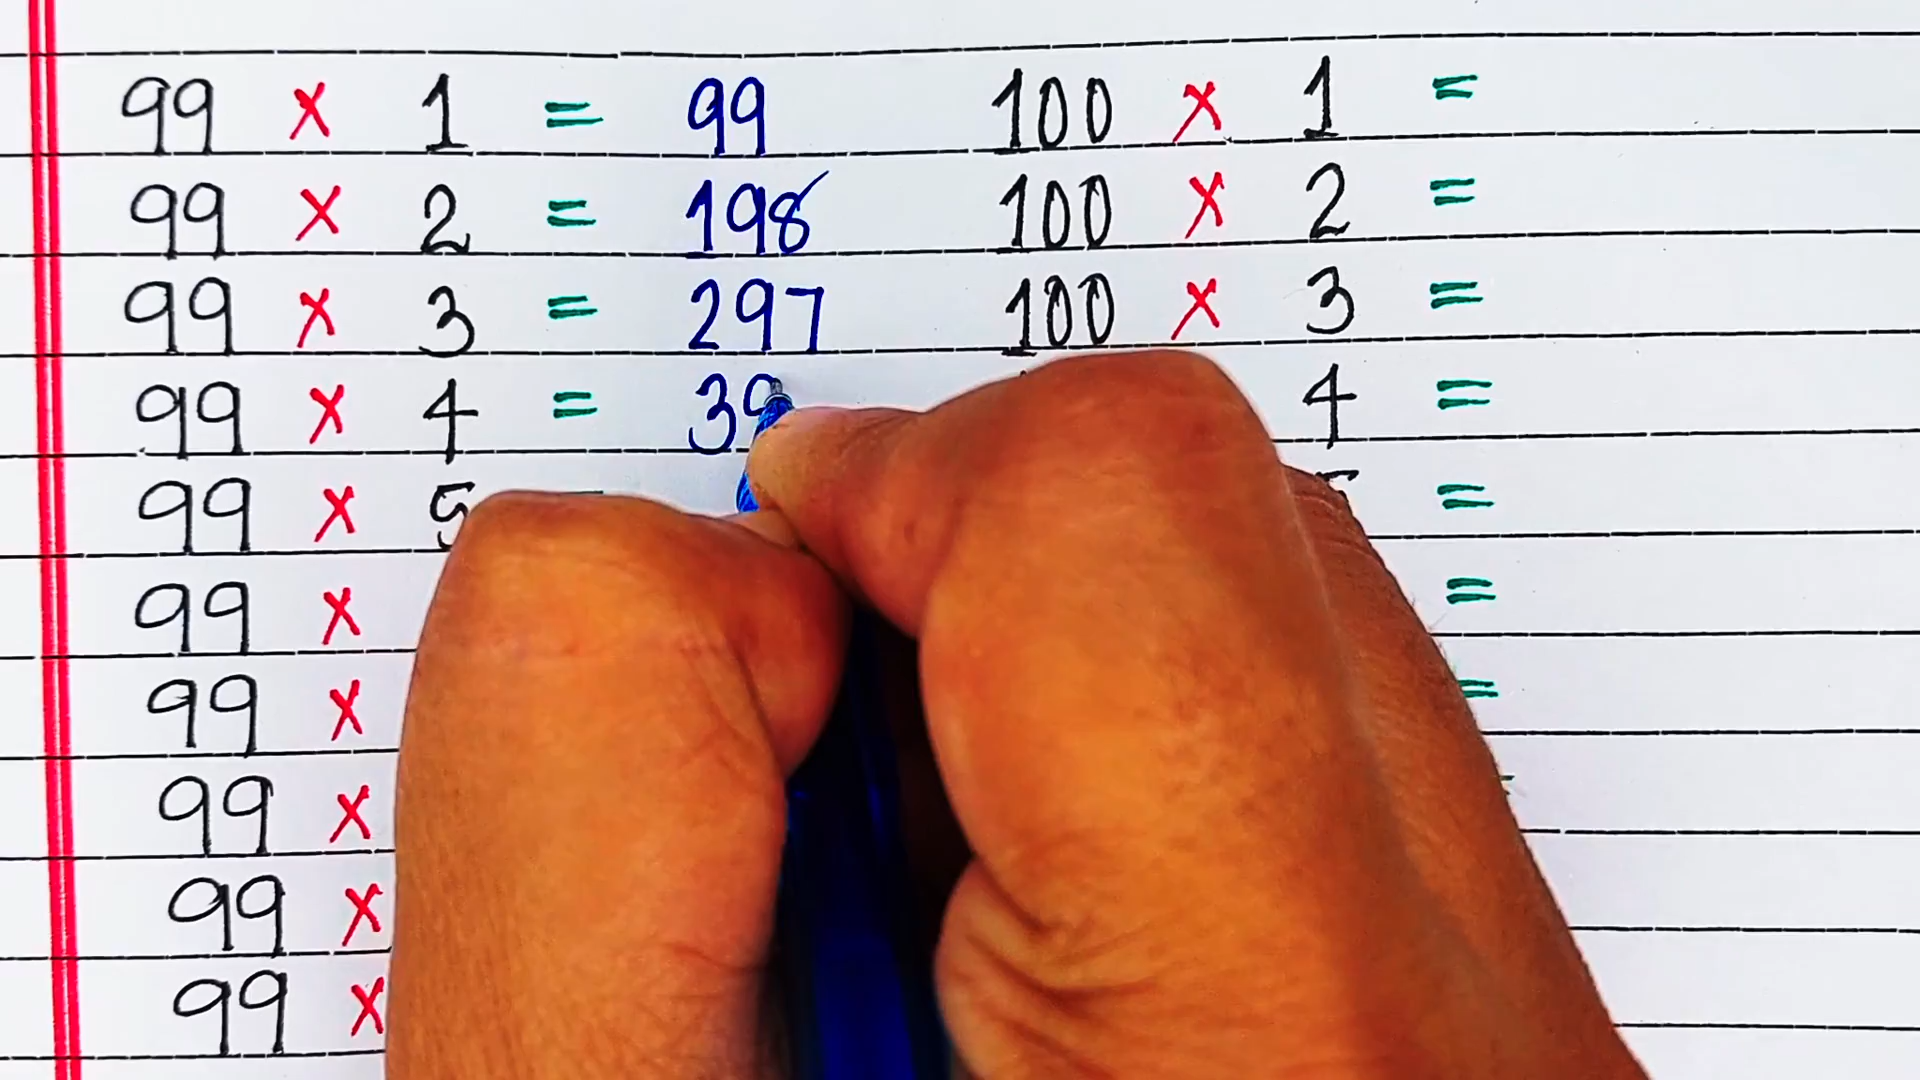 99 × 1 = 99 100 × 1 =
99 × 2 = 198 100 × 2 =
99 × 3 = 297 100 × 3 =
99 × 4 = 39 4 =
99 × 5 =
99 × =
99 × =
99 ×
99 ×
99 ×